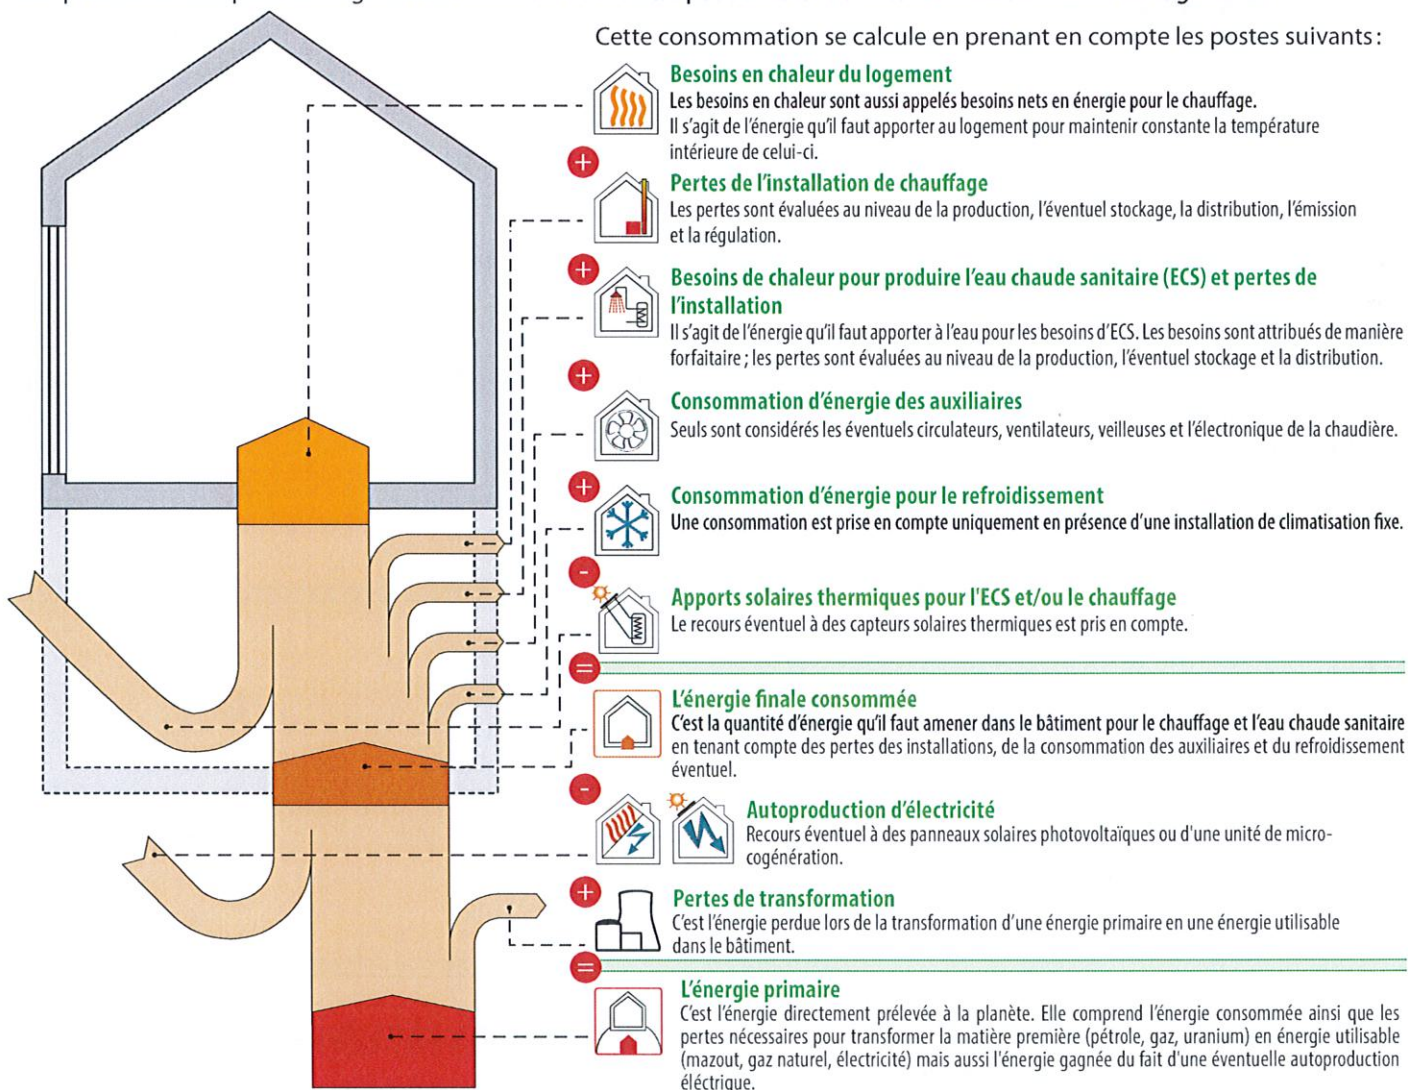 Cette consommation se calcule en prenant en compte les postes suivants :
Besoins en chaleur du logement
Les besoins en chaleur sont aussi appelés besoins nets en énergie pour le chauffage.
Il s'agit de l'énergie qu'il faut apporter au logement pour maintenir constante la température
intérieure de celui-ci.
+
Pertes de l'installation de chauffage
Les pertes sont évaluées au niveau de la production, l'éventuel stockage, la distribution, l'émission
et la régulation.
+
Besoins de chaleur pour produire l'eau chaude sanitaire (ECS) et pertes de
l'installation
Il s'agit de l'énergie qu'il faut apporter à l'eau pour les besoins d'ECS. Les besoins sont attribués de manière
forfaitaire ; les pertes sont évaluées au niveau de la production, l'éventuel stockage et la distribution.
+
Consommation d'énergie des auxiliaires
Seuls sont considérés les éventuels circulateurs, ventilateurs, veilleuses et l'électronique de la chaudière.
+
Consommation d'énergie pour le refroidissement
Une consommation est prise en compte uniquement en présence d'une installation de climatisation fixe.
-
Apports solaires thermiques pour l'ECS et/ou le chauffage
Le recours éventuel à des capteurs solaires thermiques est pris en compte.
=
L'énergie finale consommée
C'est la quantité d'énergie qu'il faut amener dans le bâtiment pour le chauffage et l'eau chaude sanitaire
en tenant compte des pertes des installations, de la consommation des auxiliaires et du refroidissement
éventuel.
-
Autoproduction d'électricité
Recours éventuel à des panneaux solaires photovoltaïques ou d'une unité de micro-
cogénération.
+
Pertes de transformation
C'est l'énergie perdue lors de la transformation d'une énergie primaire en une énergie utilisable
dans le bâtiment.
=
L'énergie primaire
C'est l'énergie directement prélevée à la planète. Elle comprend l'énergie consommée ainsi que les
pertes nécessaires pour transformer la matière première (pétrole, gaz, uranium) en énergie utilisable
(mazout, gaz naturel, électricité) mais aussi l'énergie gagnée du fait d'une éventuelle autoproduction
éléctrique.